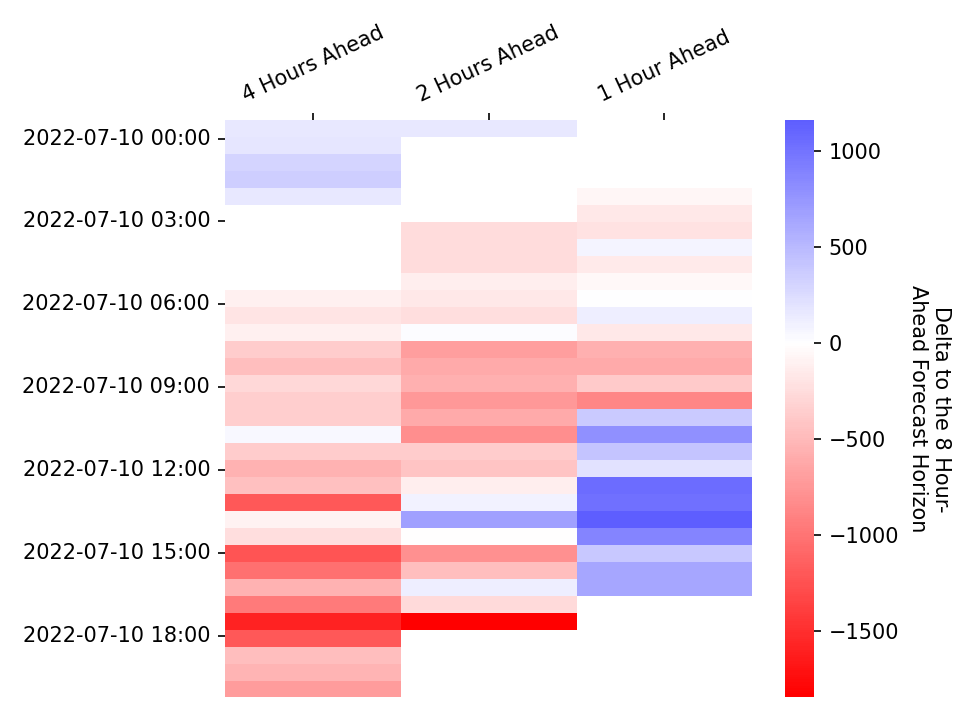 4 Hours Ahead
2 Hours Ahead
1 Hour Ahead
2022-07-10 00:00
2022-07-10 03:00
2022-07-10 06:00
2022-07-10 09:00
2022-07-10 12:00
2022-07-10 15:00
2022-07-10 18:00
1000
500
0
−500
−1000
−1500
Delta to the 8 Hour-
Ahead Forecast Horizon